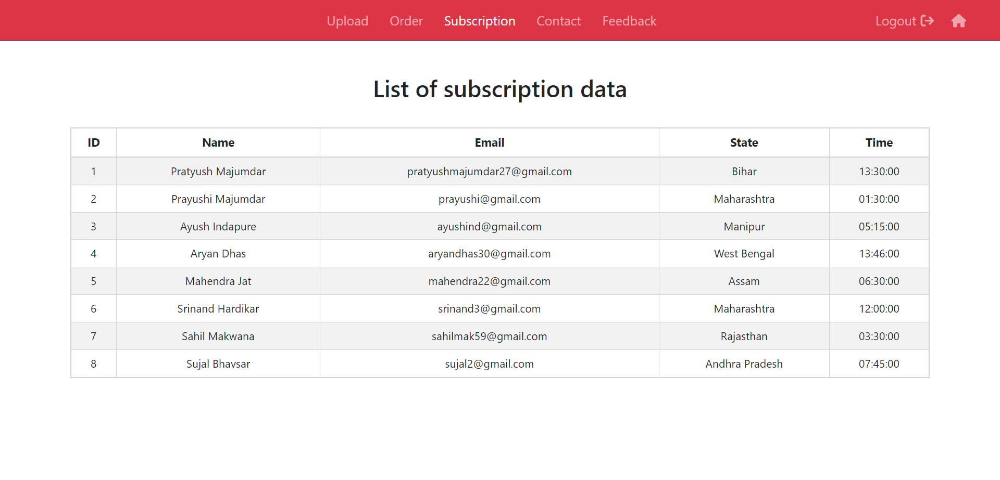 Upload Order Subscription Contact Feedback Logout
List of subscription data
ID Name Email State Time
1 Pratyush Majumdar pratyushmajumdar27@gmail.com Bihar 13:30:00
2 Prayushi Majumdar prayushi@gmail.com Maharashtra 01:30:00
3 Ayush Indapure ayushind@gmail.com Manipur 05:15:00
4 Aryan Dhas aryandhas30@gmail.com West Bengal 13:46:00
5 Mahendra Jat mahendra22@gmail.com Assam 06:30:00
6 Srinand Hardikar srinand3@gmail.com Maharashtra 12:00:00
7 Sahil Makwana sahilmak59@gmail.com Rajasthan 03:30:00
8 Sujal Bhavsar sujal2@gmail.com Andhra Pradesh 07:45:00